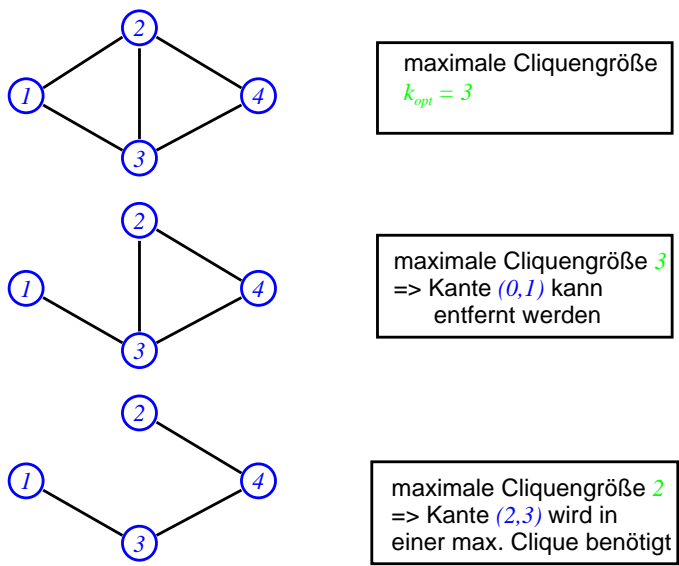 2
1
4
3
maximale Cliquengröße
k_opt = 3
2
1
4
3
maximale Cliquengröße 3
=> Kante (0,1) kann
entfernt werden
2
1
4
3
maximale Cliquengröße 2
=> Kante (2,3) wird in
einer max. Clique benötigt